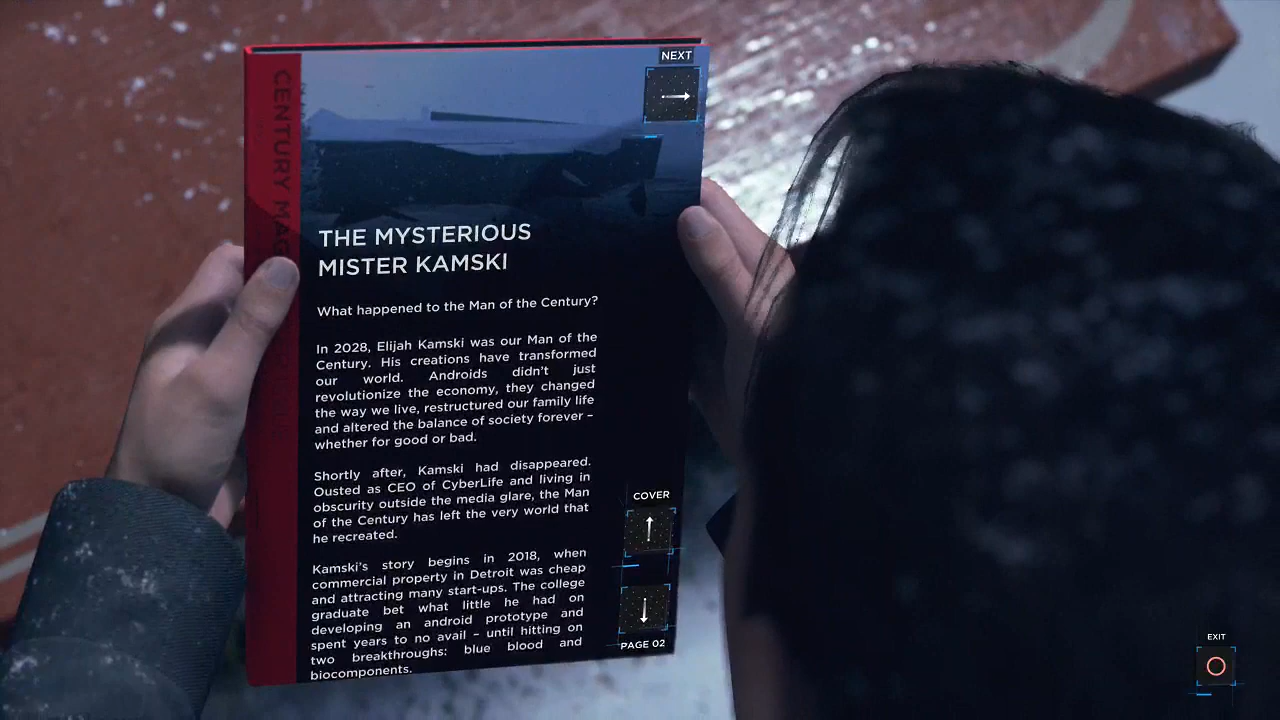 NEXT
CENTURY MAG
THE MYSTERIOUS
MISTER KAMSKI
What happened to the Man of the Century?
In 2028, Elijah Kamski was our Man of the
Century. His creations have transformed
our world. Androids didn't just
revolutionize the economy, they changed
the way we live, restructured our family life
and altered the balance of society forever –
whether for good or bad.
Shortly after, Kamski had disappeared.
Ousted as CEO of CyberLife and living in
obscurity outside the media glare, the Man
of the Century has left the very world that
he recreated.
Kamski's story begins in 2018, when
commercial property in Detroit was cheap
and attracting many start-ups. The college
graduate bet what little he had on
developing an android prototype and
spent years to no avail – until hitting on
two breakthroughs: blue blood and
biocomponents.
COVER
PAGE 02
EXIT